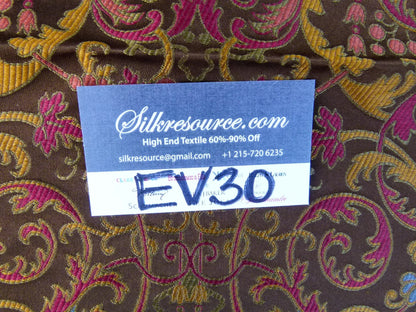 Silkresource.com
High End Textile 60%-90% Off
silkresource@gmail.com +1 215-720 6235
EV30